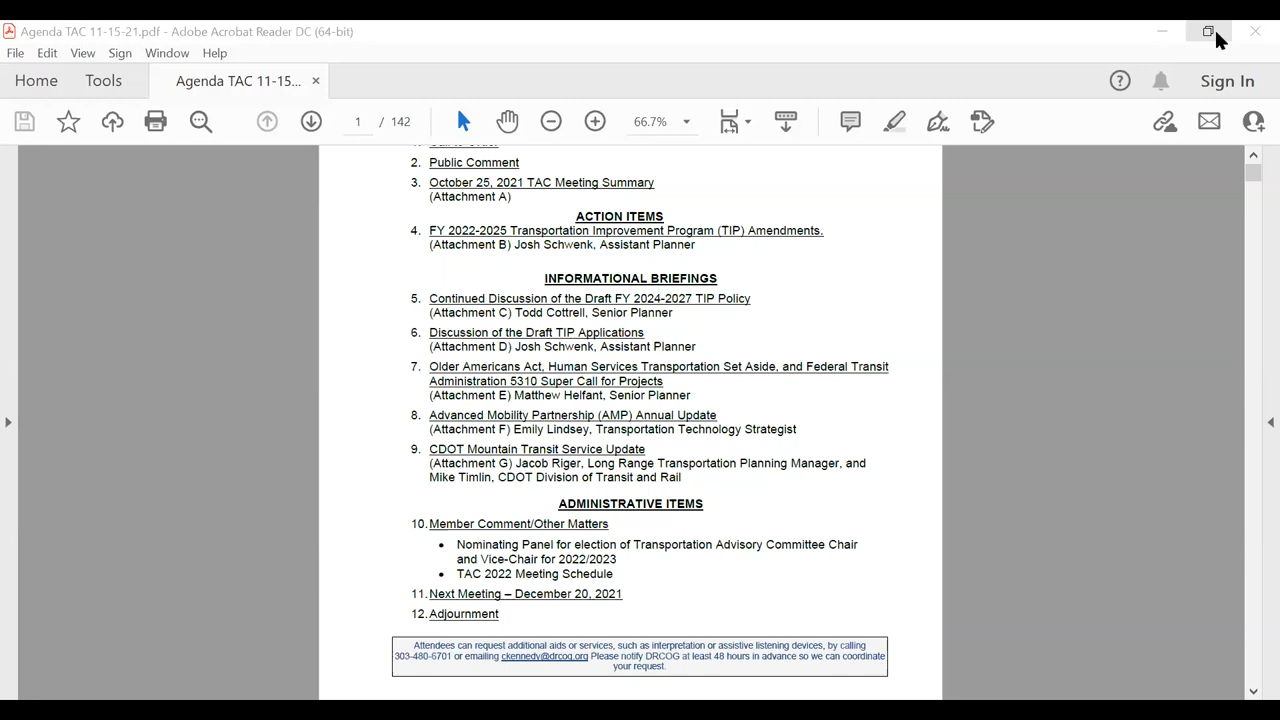 Agenda TAC 11-15-21.pdf - Adobe Acrobat Reader DC (64-bit)
File Edit View Sign Window Help
Home Tools Agenda TAC 11-15... × Sign In
1 / 142 66.7%
2. Public Comment
3. October 25, 2021 TAC Meeting Summary
(Attachment A)
ACTION ITEMS
4. FY 2022-2025 Transportation Improvement Program (TIP) Amendments.
(Attachment B) Josh Schwenk, Assistant Planner
INFORMATIONAL BRIEFINGS
5. Continued Discussion of the Draft FY 2024-2027 TIP Policy
(Attachment C) Todd Cottrell, Senior Planner
6. Discussion of the Draft TIP Applications
(Attachment D) Josh Schwenk, Assistant Planner
7. Older Americans Act, Human Services Transportation Set Aside, and Federal Transit
Administration 5310 Super Call for Projects
(Attachment E) Matthew Helfant, Senior Planner
8. Advanced Mobility Partnership (AMP) Annual Update
(Attachment F) Emily Lindsey, Transportation Technology Strategist
9. CDOT Mountain Transit Service Update
(Attachment G) Jacob Riger, Long Range Transportation Planning Manager, and
Mike Timlin, CDOT Division of Transit and Rail
ADMINISTRATIVE ITEMS
10. Member Comment/Other Matters
• Nominating Panel for election of Transportation Advisory Committee Chair
and Vice-Chair for 2022/2023
• TAC 2022 Meeting Schedule
11. Next Meeting – December 20, 2021
12. Adjournment
Attendees can request additional aids or services, such as interpretation or assistive listening devices, by calling
303-480-6701 or emailing ckennedy@drcog.org Please notify DRCOG at least 48 hours in advance so we can coordinate
your request.